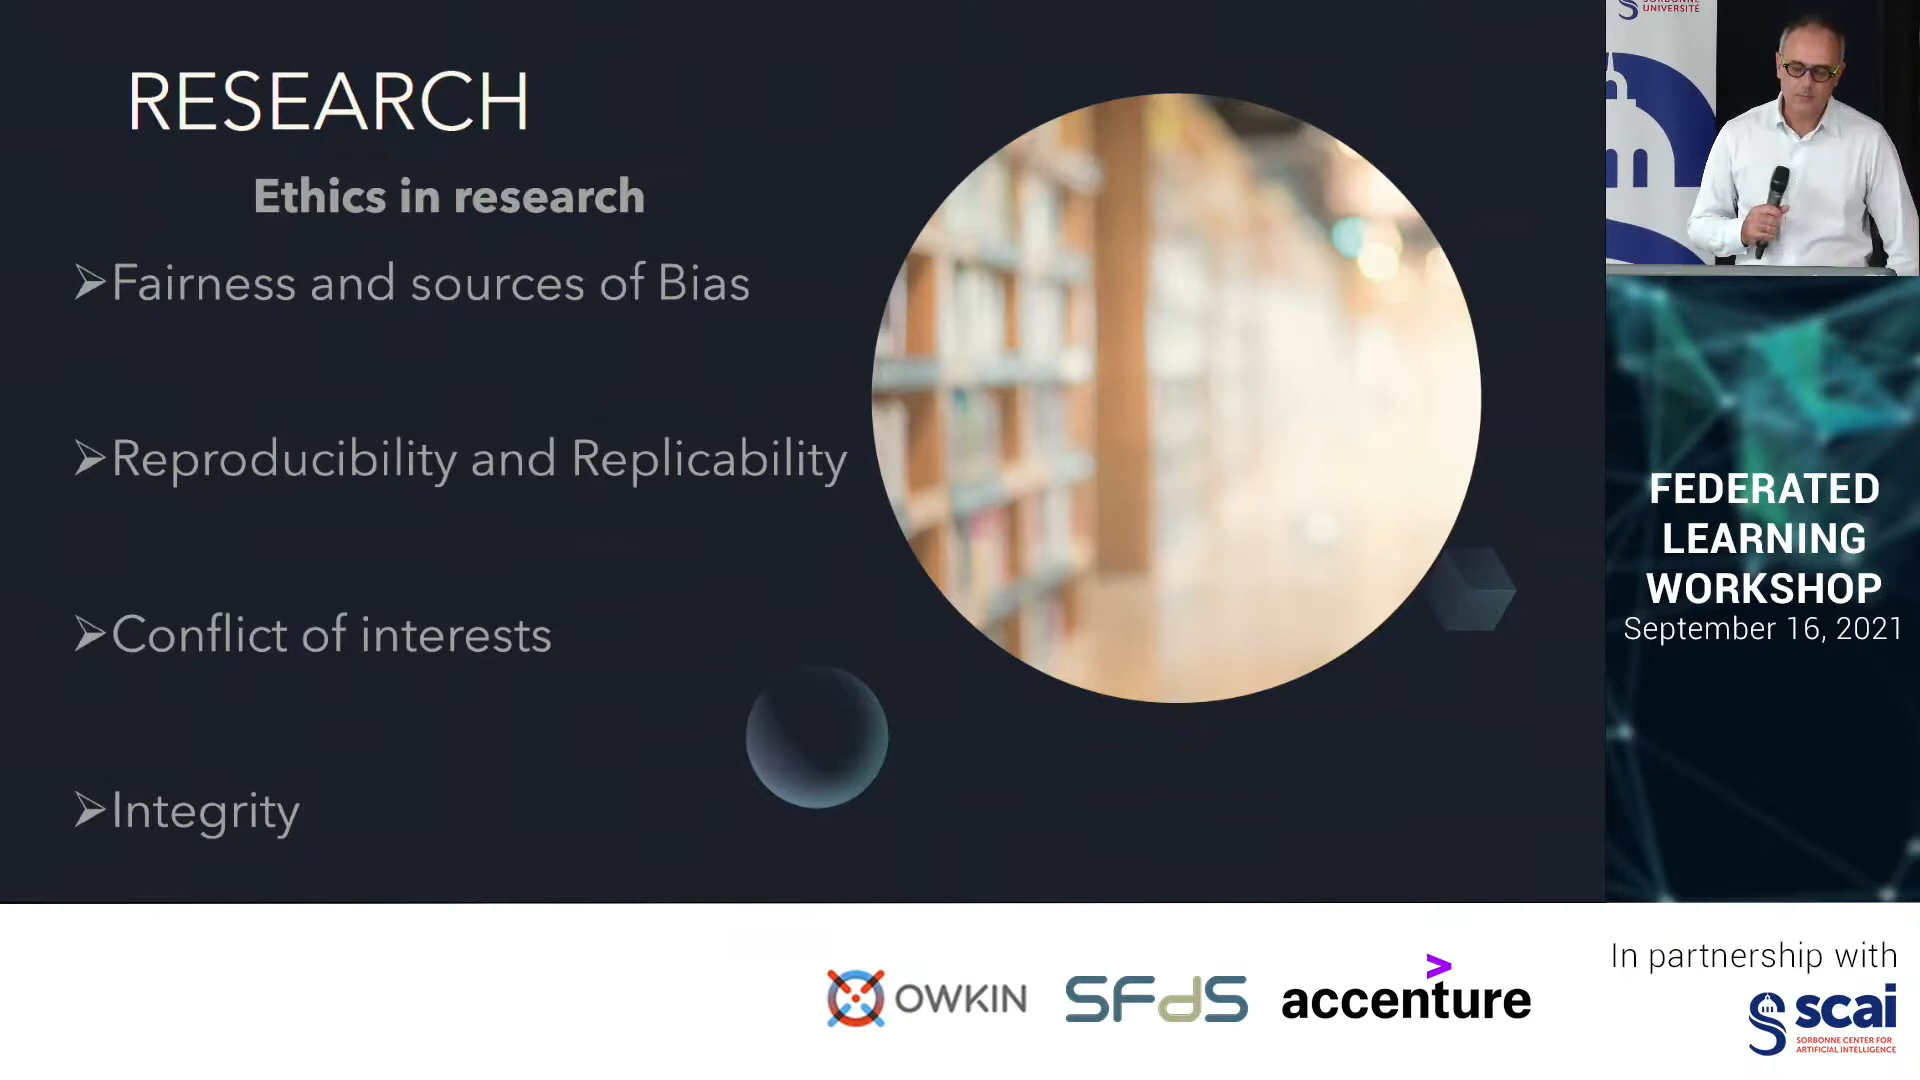 RESEARCH
Ethics in research
➢Fairness and sources of Bias
➢Reproducibility and Replicability
➢Conflict of interests
➢Integrity
SORBONNE
UNIVERSITÉ
FEDERATED
LEARNING
WORKSHOP
September 16, 2021
OWKIN
SFdS
accenture
In partnership with
scai
SORBONNE CENTER FOR
ARTIFICIAL INTELLIGENCE